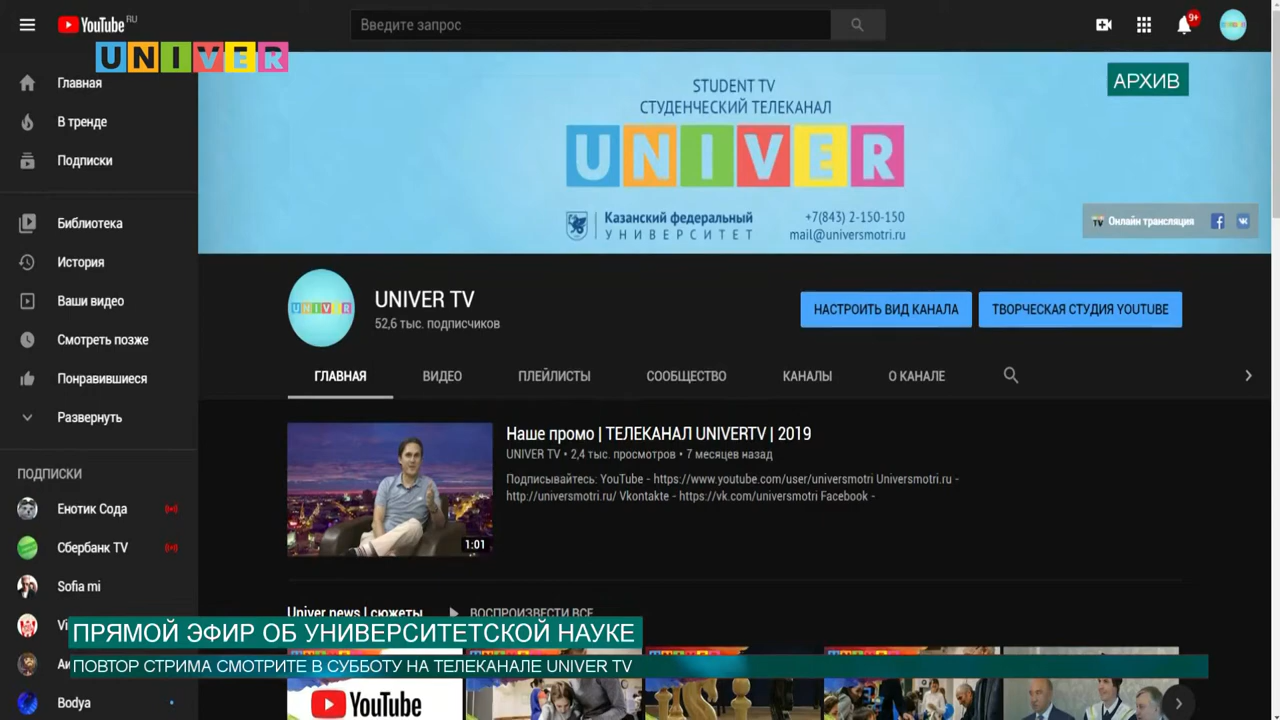 YouTube RU
Введите запрос
9+
UNIVER
UNIVER
Главная
В тренде
Подписки
Библиотека
История
Ваши видео
Смотреть позже
Понравившиеся
Развернуть
ПОДПИСКИ
Енотик Сода
Сбербанк TV
Sofia mi
Vi
Bodya
STUDENT TV
СТУДЕНЧЕСКИЙ ТЕЛЕКАНАЛ
UNIVER
Казанский федеральный
УНИВЕРСИТЕТ
+7(843) 2-150-150
mail@universmotri.ru
АРХИВ
TV Онлайн трансляция
UNIVER
UNIVER TV
52,6 тыс. подписчиков
НАСТРОИТЬ ВИД КАНАЛА
ТВОРЧЕСКАЯ СТУДИЯ YOUTUBE
ГЛАВНАЯ
ВИДЕО
ПЛЕЙЛИСТЫ
СООБЩЕСТВО
КАНАЛЫ
О КАНАЛЕ
1:01
Наше промо | ТЕЛЕКАНАЛ UNIVERTV | 2019
UNIVER TV • 2,4 тыс. просмотров • 7 месяцев назад
Подписывайтесь: YouTube - https://www.youtube.com/user/universmotri Universmotri.ru -
http://universmotri.ru/ Vkontakte - https://vk.com/universmotri Facebook -
Univer news | сюжеты
ВОСПРОИЗВЕСТИ ВСЕ
ПРЯМОЙ ЭФИР ОБ УНИВЕРСИТЕТСКОЙ НАУКЕ
ПОВТОР СТРИМА СМОТРИТЕ В СУББОТУ НА ТЕЛЕКАНАЛЕ UNIVER TV
YouTube